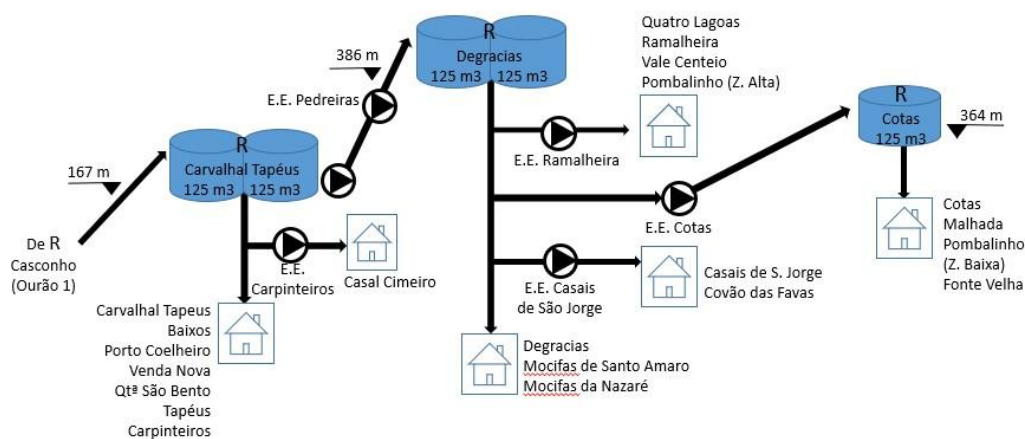 167 m
De R
Casconho
(Ourão 1)
R
Carvalhal Tapéus
125 m3 125 m3
E.E.
Carpinteiros
Casal Cimeiro
Carvalhal Tapeus
Baixos
Porto Coelheiro
Venda Nova
Qtª São Bento
Tapéus
Carpinteiros
386 m
E.E. Pedreiras
R
Degracias
125 m3 125 m3
Quatro Lagoas
Ramalheira
Vale Centeio
Pombalinho (Z. Alta)
E.E. Ramalheira
E.E. Cotas
E.E. Casais
de São Jorge
Casais de S. Jorge
Covão das Favas
Degracias
Mocifas de Santo Amaro
Mocifas da Nazaré
R
Cotas
125 m3
364 m
Cotas
Malhada
Pombalinho
(Z. Baixa)
Fonte Velha